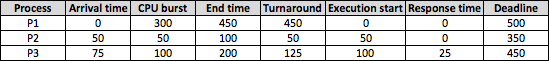 Process Arrival time CPU burst End time Turnaround Execution start Response time Deadline
P1 0 300 450 450 0 0 500
P2 50 50 100 50 50 0 350
P3 75 100 200 125 100 25 450